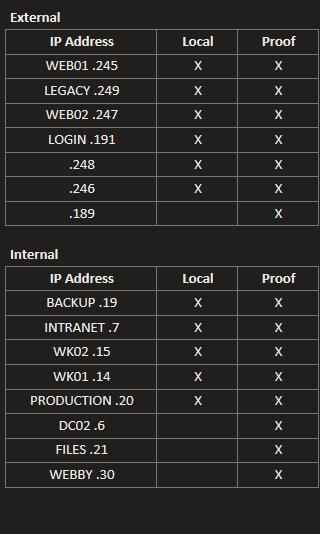 External
IP Address Local Proof
WEB01 .245 X X
LEGACY .249 X X
WEB02 .247 X X
LOGIN .191 X X
.248 X X
.246 X X
.189 X
Internal
IP Address Local Proof
BACKUP .19 X X
INTRANET .7 X X
WK02 .15 X X
WK01 .14 X X
PRODUCTION .20 X X
DC02 .6 X
FILES .21 X
WEBBY .30 X